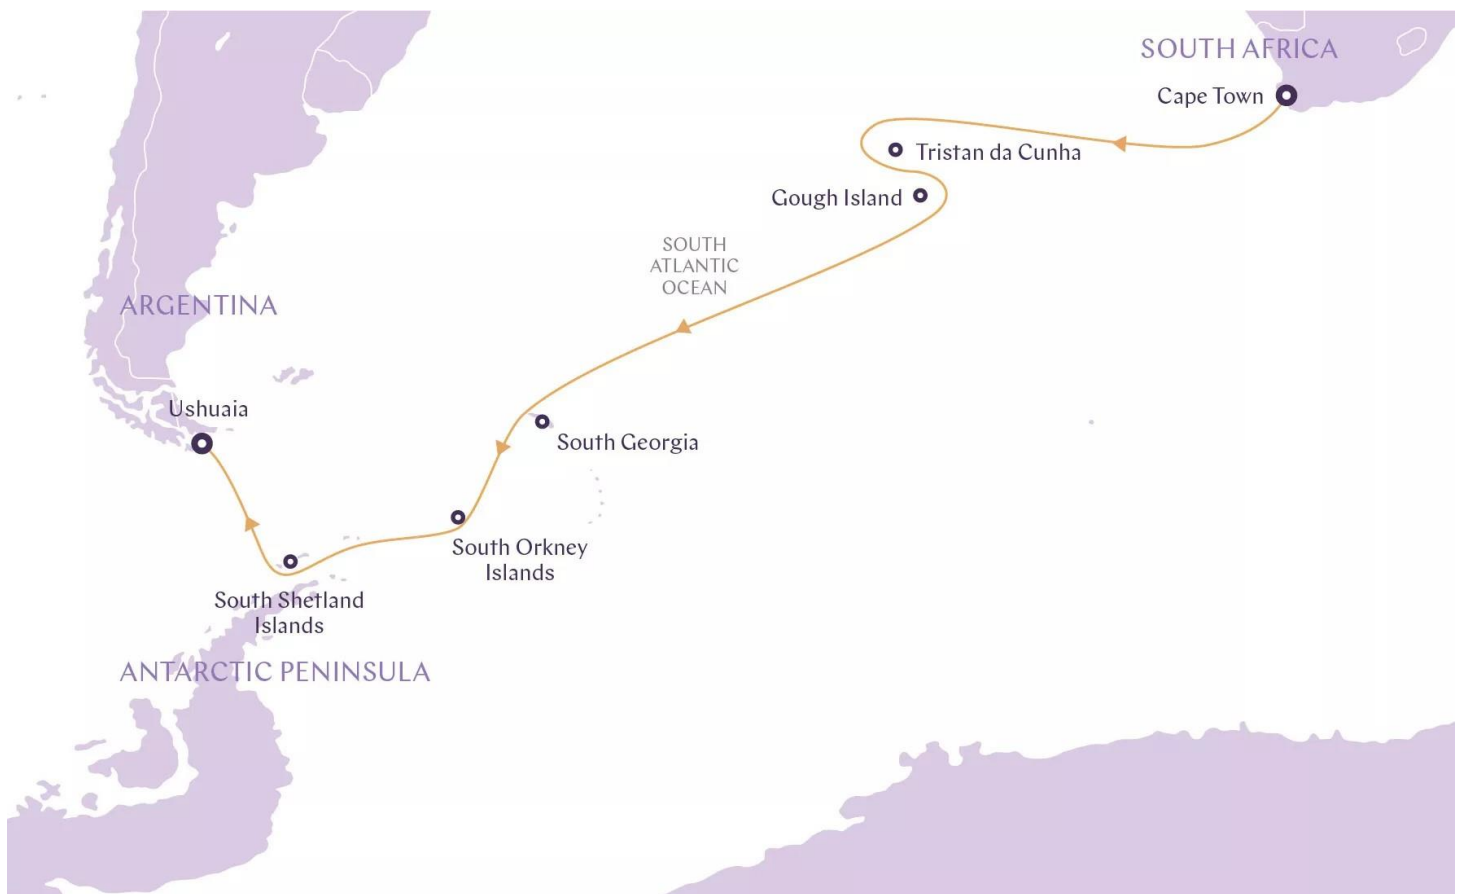 SOUTH AFRICA
Cape Town
Tristan da Cunha
Gough Island
SOUTH
ATLANTIC
OCEAN
ARGENTINA
Ushuaia
South Georgia
South Orkney
Islands
South Shetland
Islands
ANTARCTIC PENINSULA